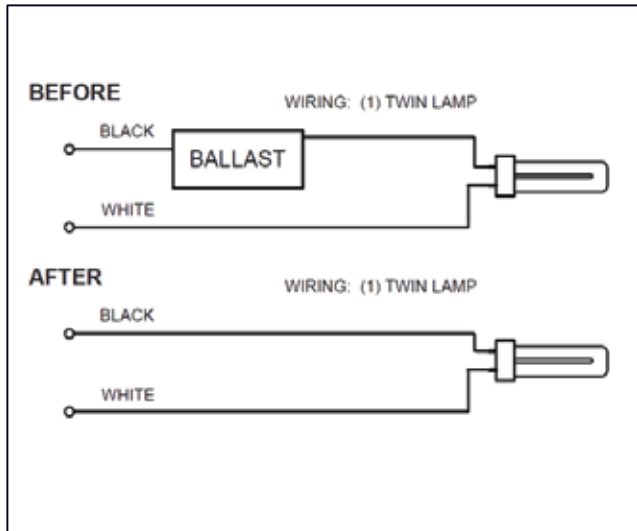 BEFORE
WIRING: (1) TWIN LAMP
BLACK
BALLAST
WHITE
AFTER
WIRING: (1) TWIN LAMP
BLACK
WHITE